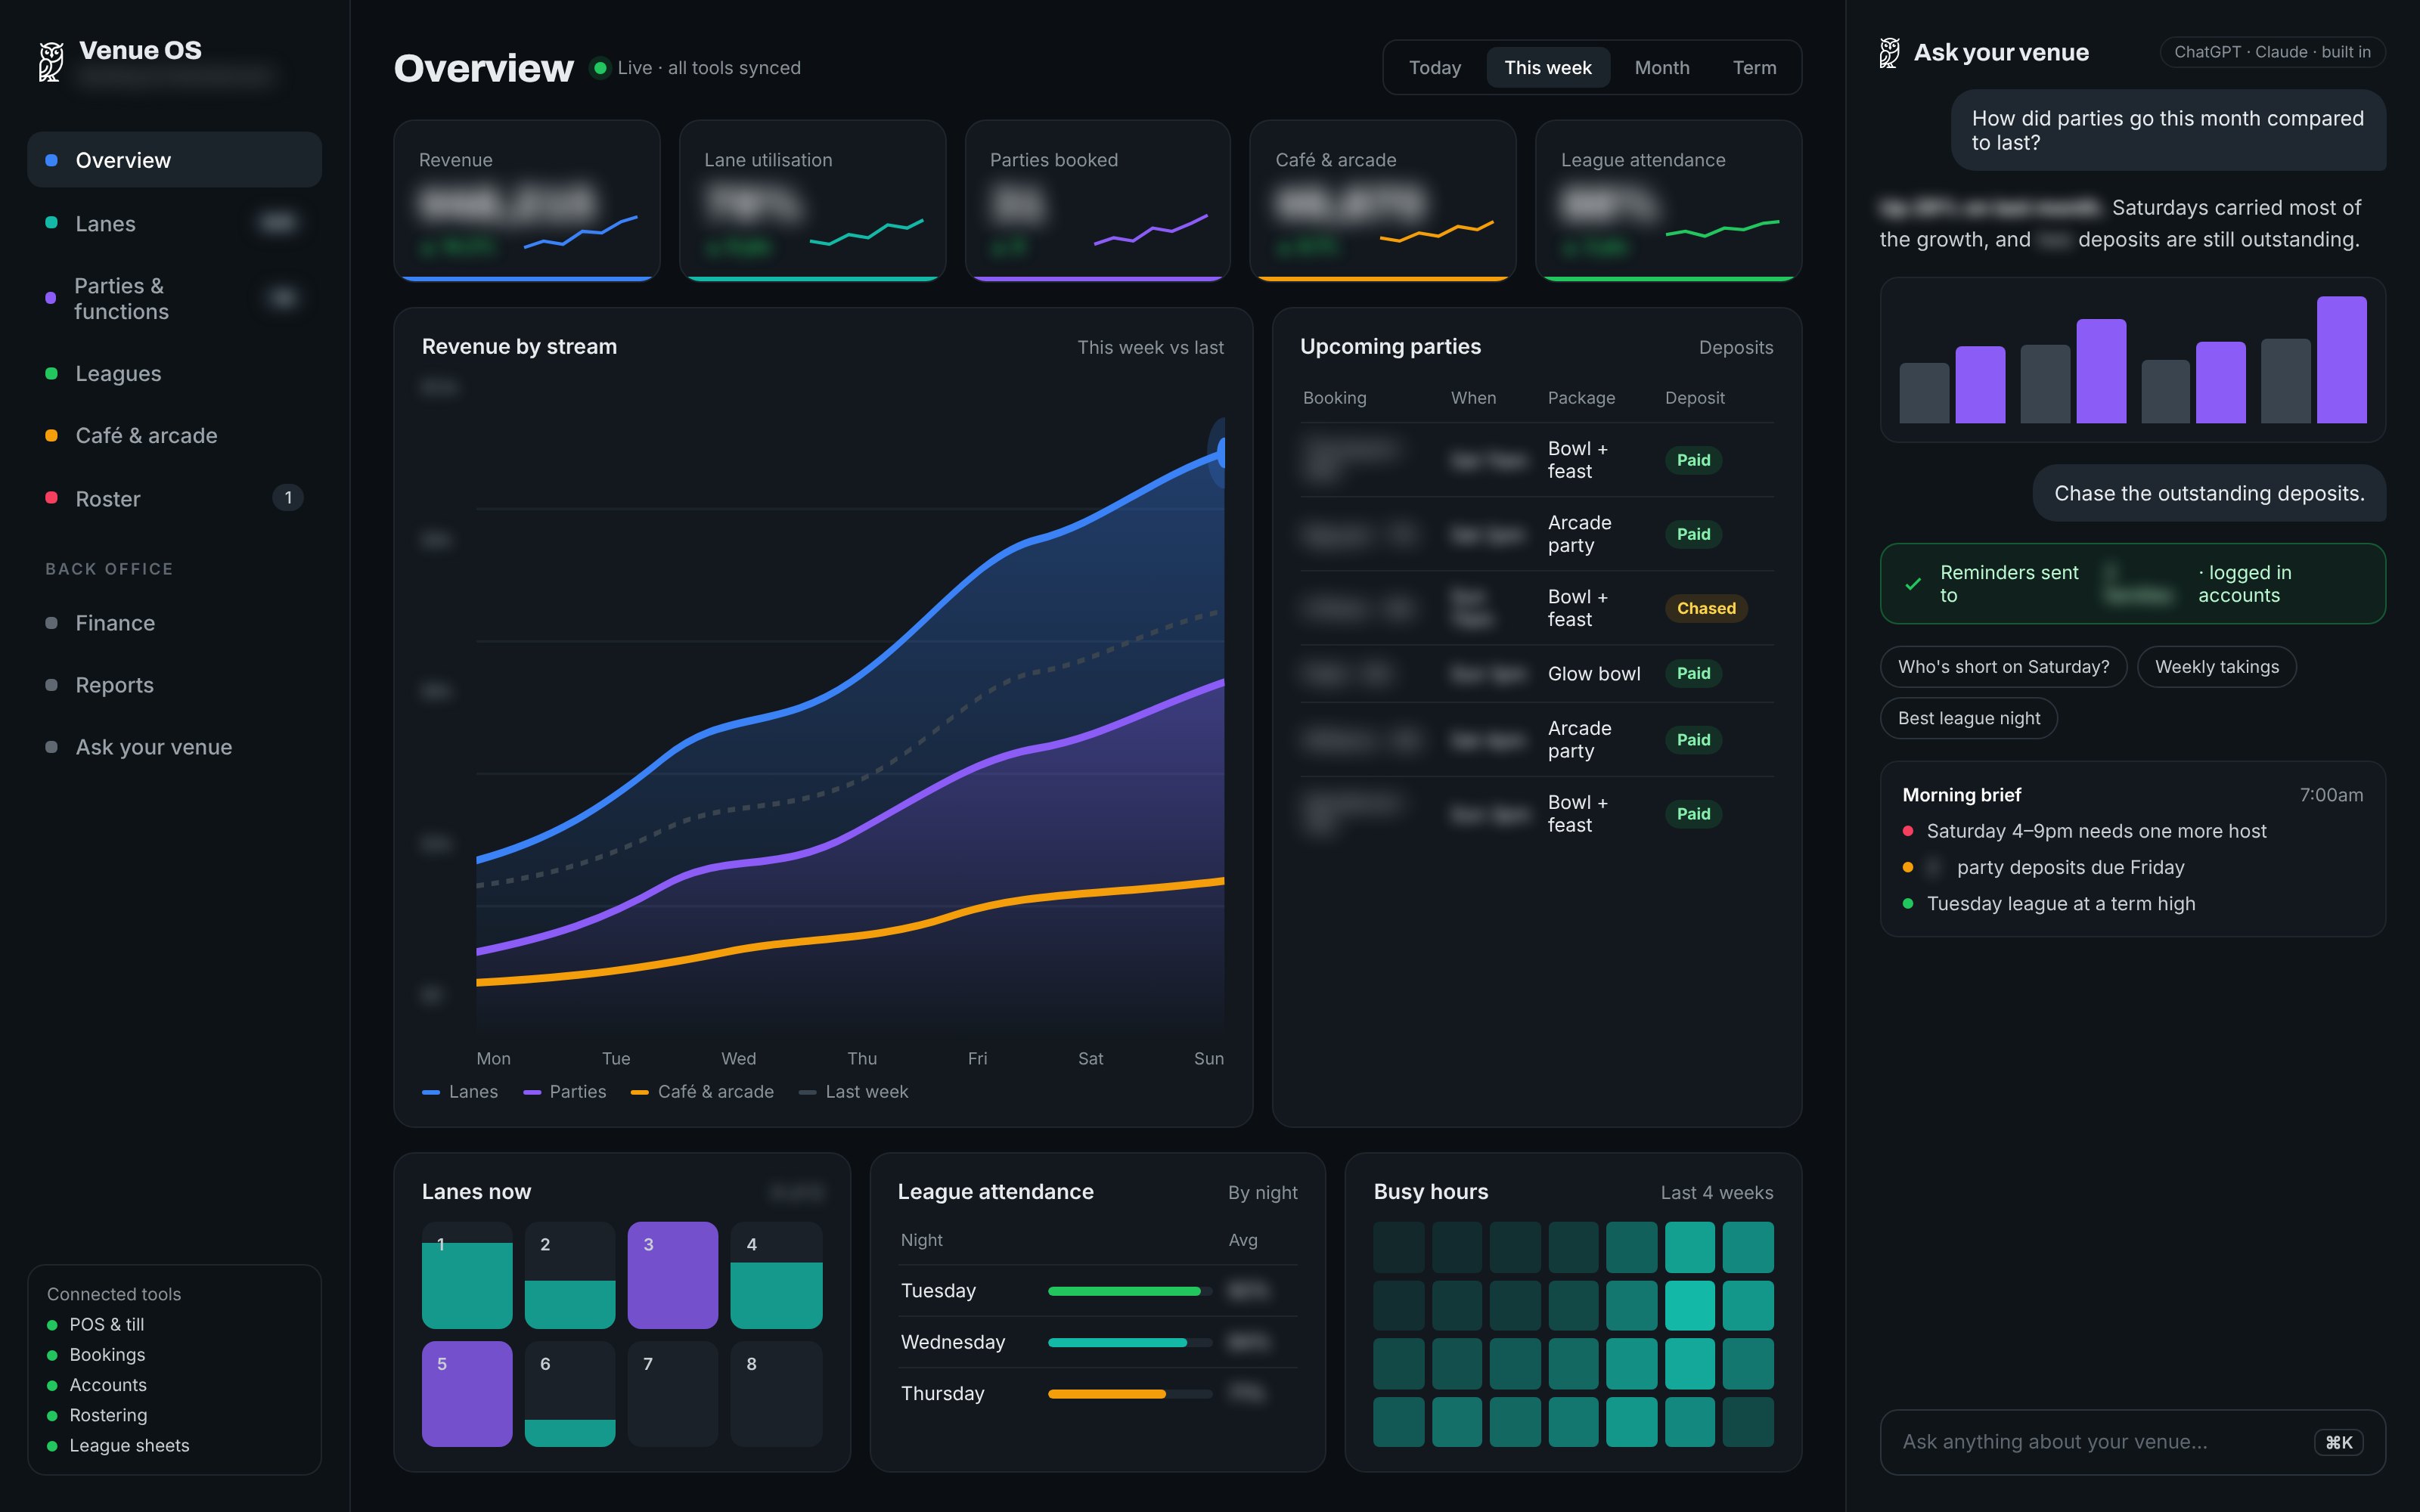 Venue OS
Overview
Lanes
Parties &
functions
Leagues
Café & arcade
Roster
1
BACK OFFICE
Finance
Reports
Ask your venue
Connected tools
POS & till
Bookings
Accounts
Rostering
League sheets
Overview
Live · all tools synced
Today
This week
Month
Term
Revenue
Lane utilisation
Parties booked
Café & arcade
League attendance
Revenue by stream
This week vs last
Mon
Tue
Wed
Thu
Fri
Sat
Sun
Lanes
Parties
Café & arcade
Last week
Upcoming parties
Deposits
Booking
When
Package
Deposit
Bowl +
feast
Paid
Arcade
party
Paid
Bowl +
feast
Chased
Glow bowl
Paid
Arcade
party
Paid
Bowl +
feast
Paid
Lanes now
1
2
3
4
5
6
7
8
League attendance
By night
Night
Avg
Tuesday
Wednesday
Thursday
Busy hours
Last 4 weeks
Ask your venue
ChatGPT · Claude · built in
How did parties go this month compared
to last?
Saturdays carried most of
the growth, and deposits are still outstanding.
Chase the outstanding deposits.
Reminders sent
to
· logged in
accounts
Who's short on Saturday?
Weekly takings
Best league night
Morning brief
7:00am
Saturday 4–9pm needs one more host
party deposits due Friday
Tuesday league at a term high
Ask anything about your venue...
⌘K